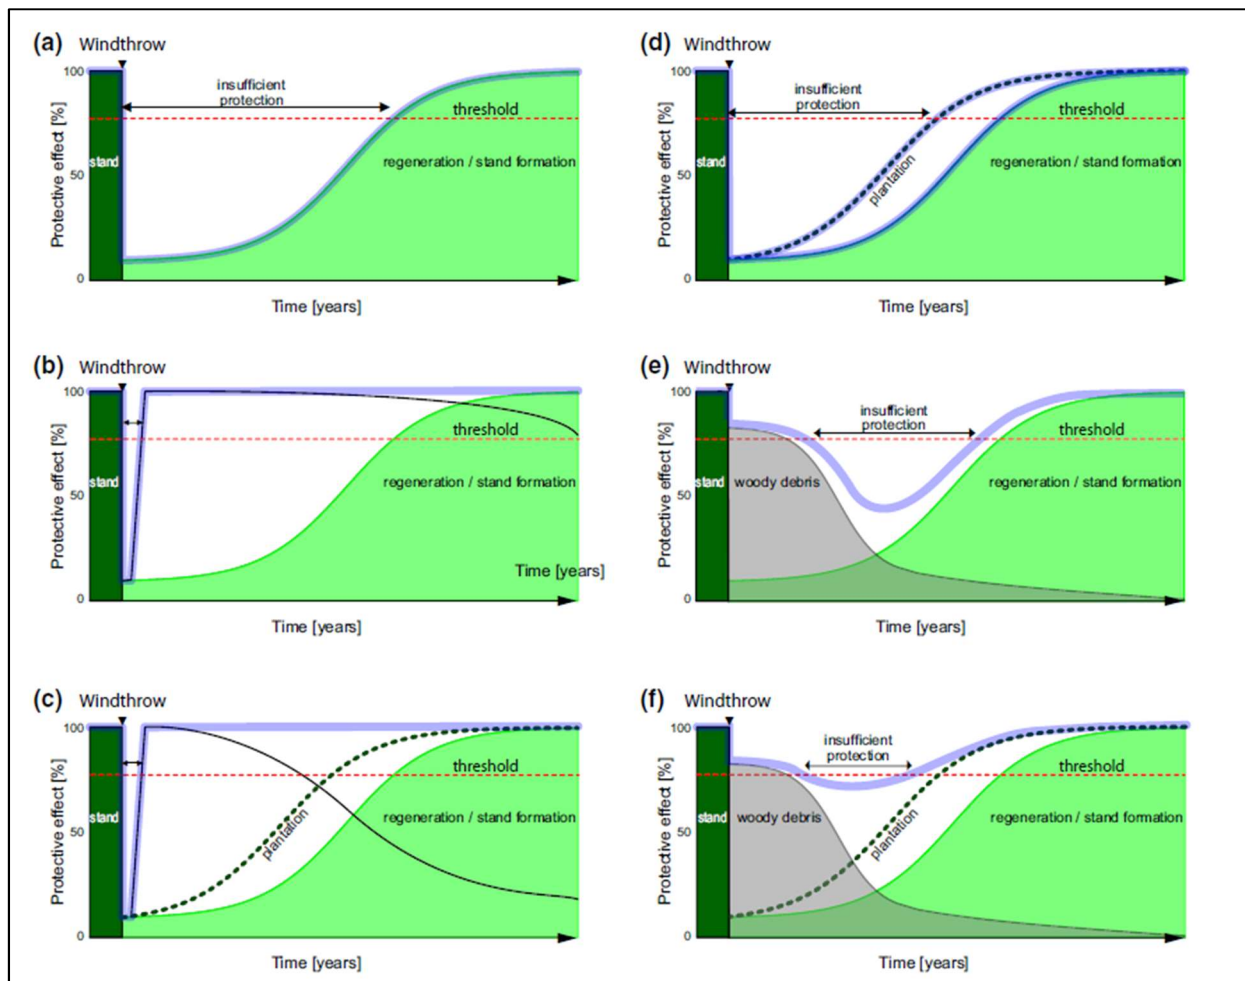 (a) Windthrow
100
insufficient
protection
threshold
stand
regeneration / stand formation
50
0
Protective effect [%]
Time [years]
(b) Windthrow
100
threshold
stand
regeneration / stand formation
50
0
Protective effect [%]
Time [years]
Time [years]
(c) Windthrow
100
threshold
stand
regeneration / stand formation
plantation
50
0
Protective effect [%]
Time [years]
(d) Windthrow
100
insufficient
protection
threshold
stand
regeneration / stand formation
plantation
50
0
Protective effect [%]
Time [years]
(e) Windthrow
100
insufficient
protection
threshold
stand
woody debris
regeneration / stand formation
50
0
Protective effect [%]
Time [years]
(f) Windthrow
100
insufficient
protection
threshold
stand
woody debris
regeneration / stand formation
plantation
50
0
Protective effect [%]
Time [years]